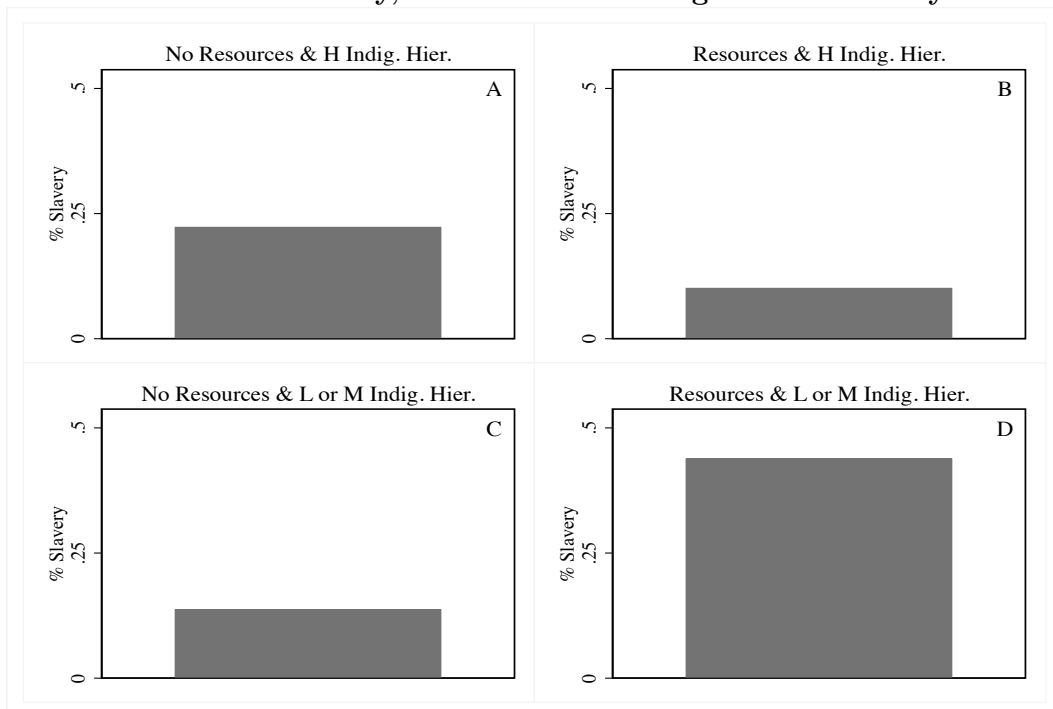 No Resources & H Indig. Hier.
A
.5
.25
0
% Slavery
Resources & H Indig. Hier.
B
.5
.25
0
% Slavery
No Resources & L or M Indig. Hier.
C
.5
.25
0
% Slavery
Resources & L or M Indig. Hier.
D
.5
.25
0
% Slavery